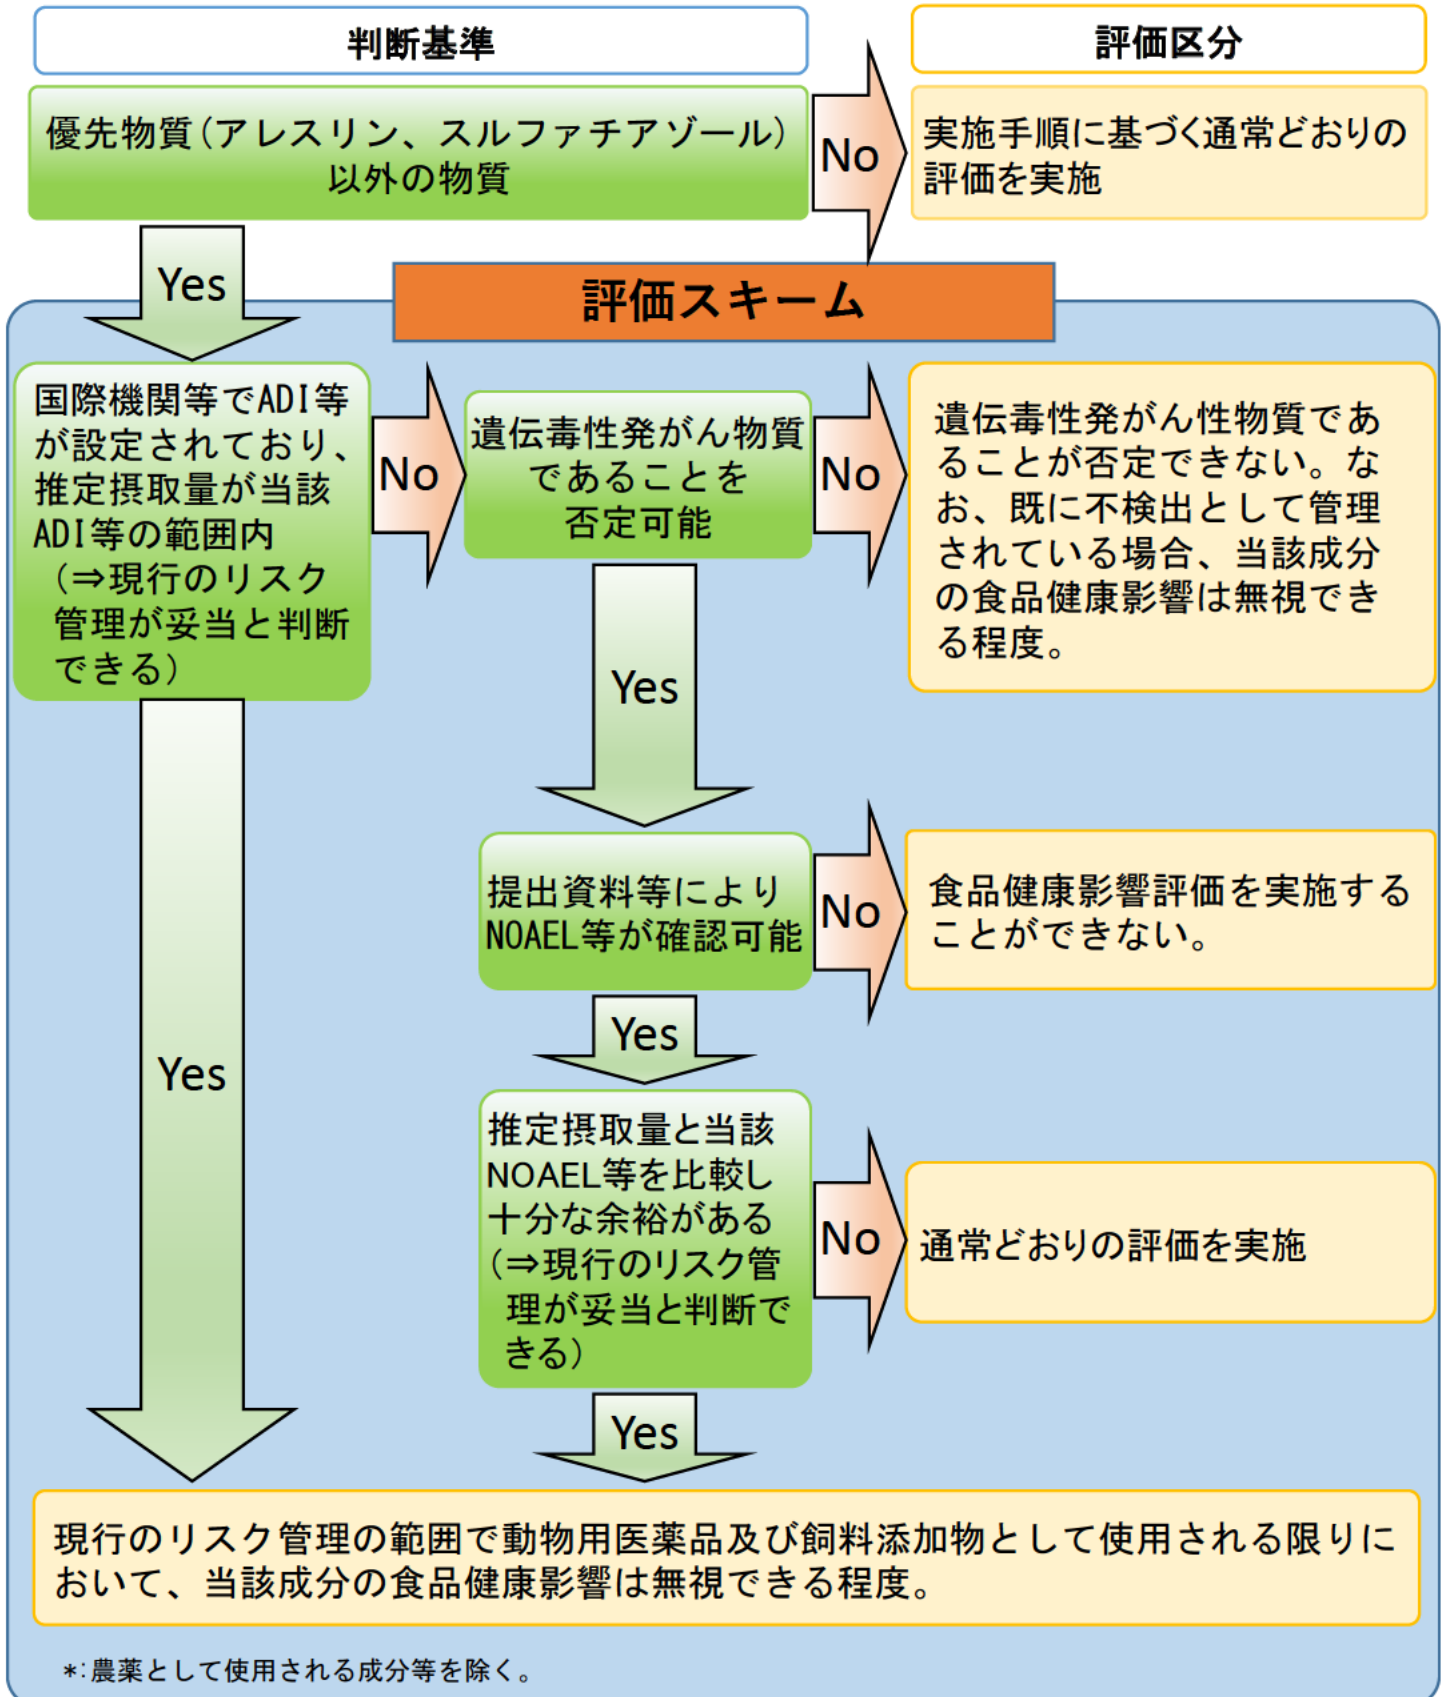 判断基準
評価区分
優先物質(アレスリン、スルファチアゾール)
以外の物質
No
実施手順に基づく通常どおりの
評価を実施
Yes
評価スキーム
国際機関等でADI等
が設定されており、
推定摂取量が当該
ADI等の範囲内
(⇒現行のリスク
管理が妥当と判断
できる)
No
遺伝毒性発がん物質
であることを
否定可能
No
遺伝毒性発がん性物質であ
ることが否定できない。な
お、既に不検出として管理
されている場合、当該成分
の食品健康影響は無視でき
る程度。
Yes
提出資料等により
NOAEL等が確認可能
No
食品健康影響評価を実施する
ことができない。
Yes
Yes
推定摂取量と当該
NOAEL等を比較し
十分な余裕がある
(⇒現行のリスク管
理が妥当と判断で
きる)
No
通常どおりの評価を実施
Yes
現行のリスク管理の範囲で動物用医薬品及び飼料添加物として使用される限りに
おいて、当該成分の食品健康影響は無視できる程度。
*:農薬として使用される成分等を除く。